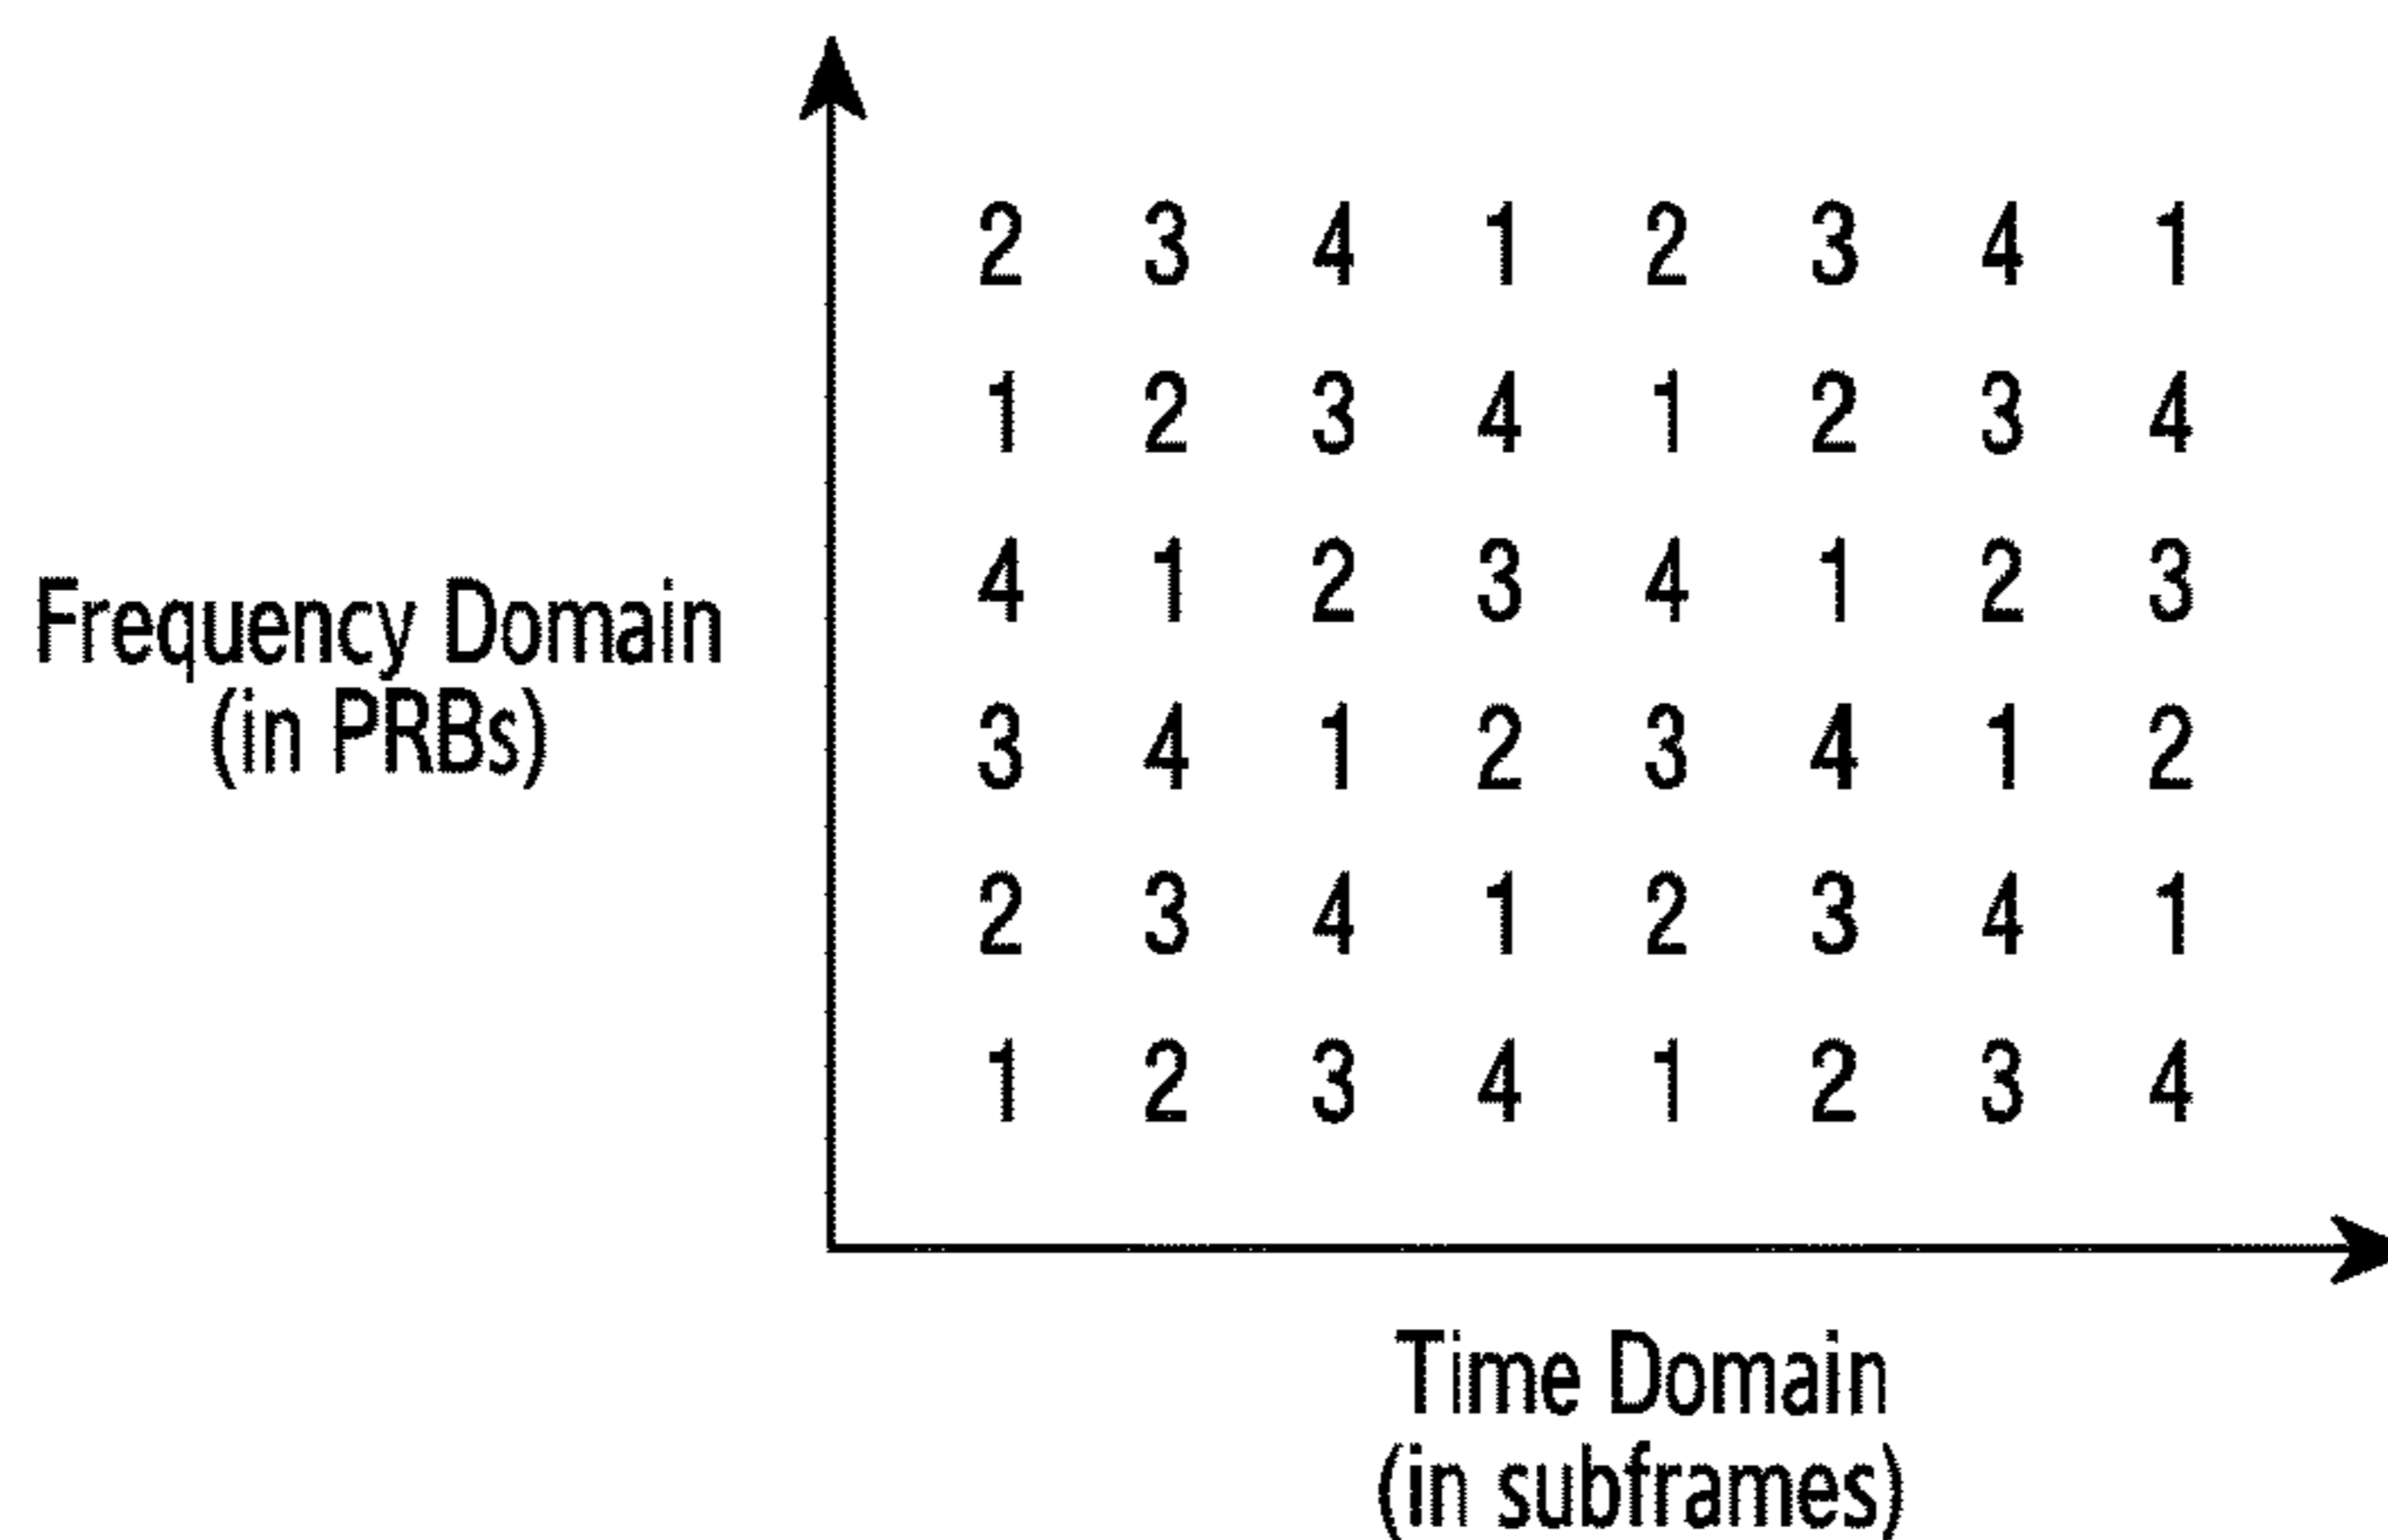 2 3 4 1 2 3 4 1
1 2 3 4 1 2 3 4
4 1 2 3 4 1 2 3
3 4 1 2 3 4 1 2
2 3 4 1 2 3 4 1
1 2 3 4 1 2 3 4
Frequency Domain
(in PRBs)
Time Domain
(in subframes)